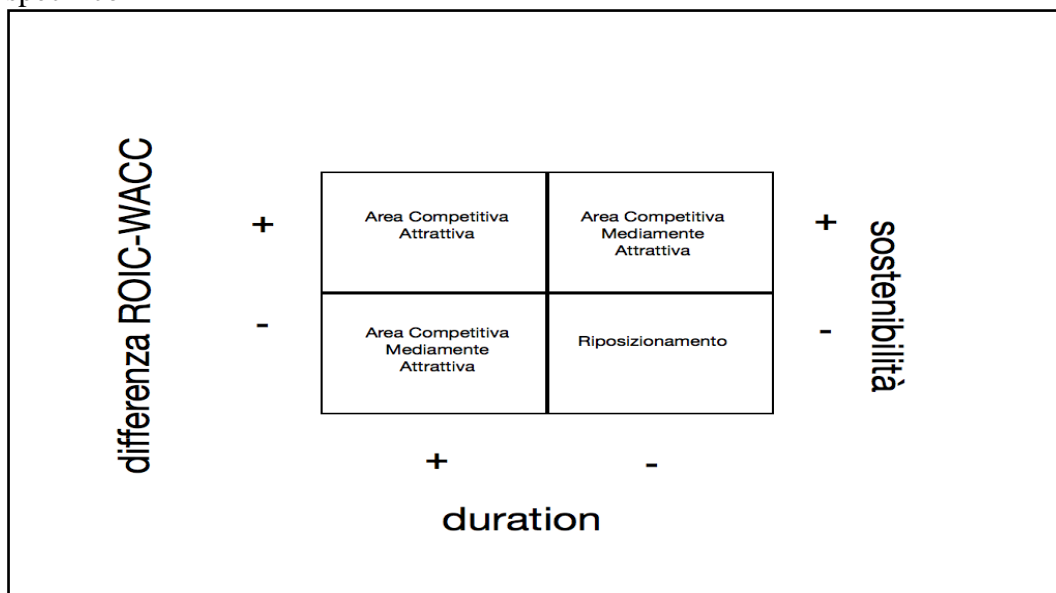 differenza ROIC-WACC
+
Area Competitiva
Attrattiva
Area Competitiva
Mediamente
Attrattiva
+
sostenibilità
-
Area Competitiva
Mediamente
Attrattiva
Riposizionamento
-
+
-
duration